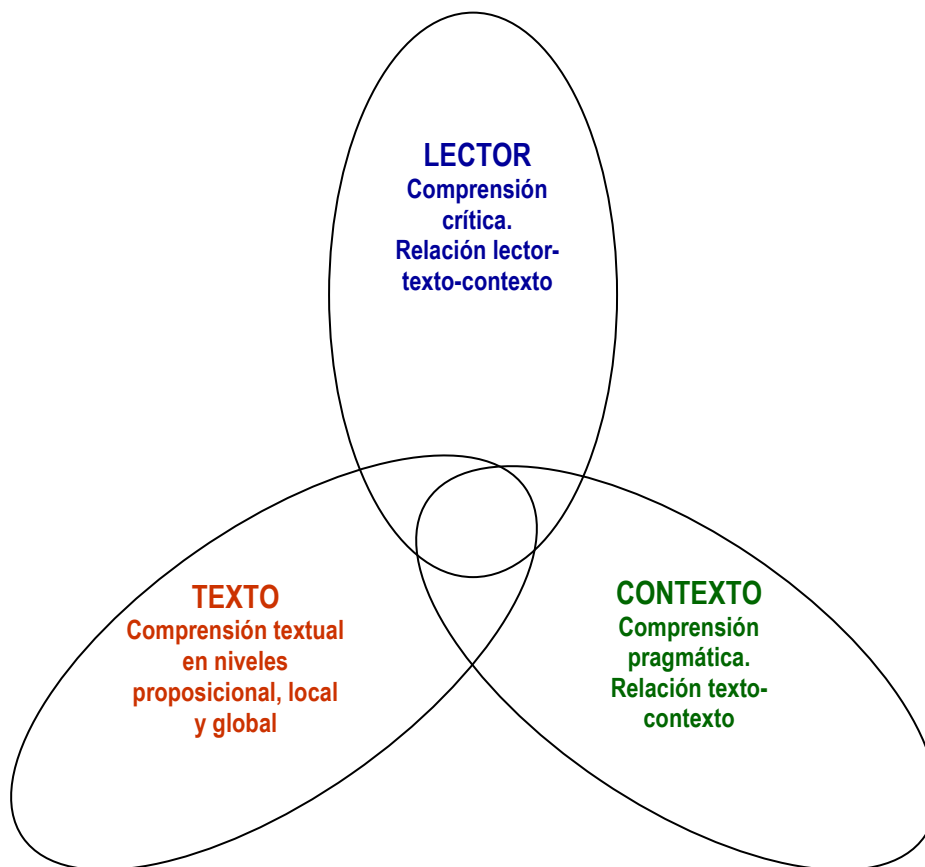 LECTOR
Comprensión
crítica.
Relación lector-
texto-contexto
TEXTO
Comprensión textual
en niveles
proposicional, local
y global
CONTEXTO
Comprensión
pragmática.
Relación texto-
contexto